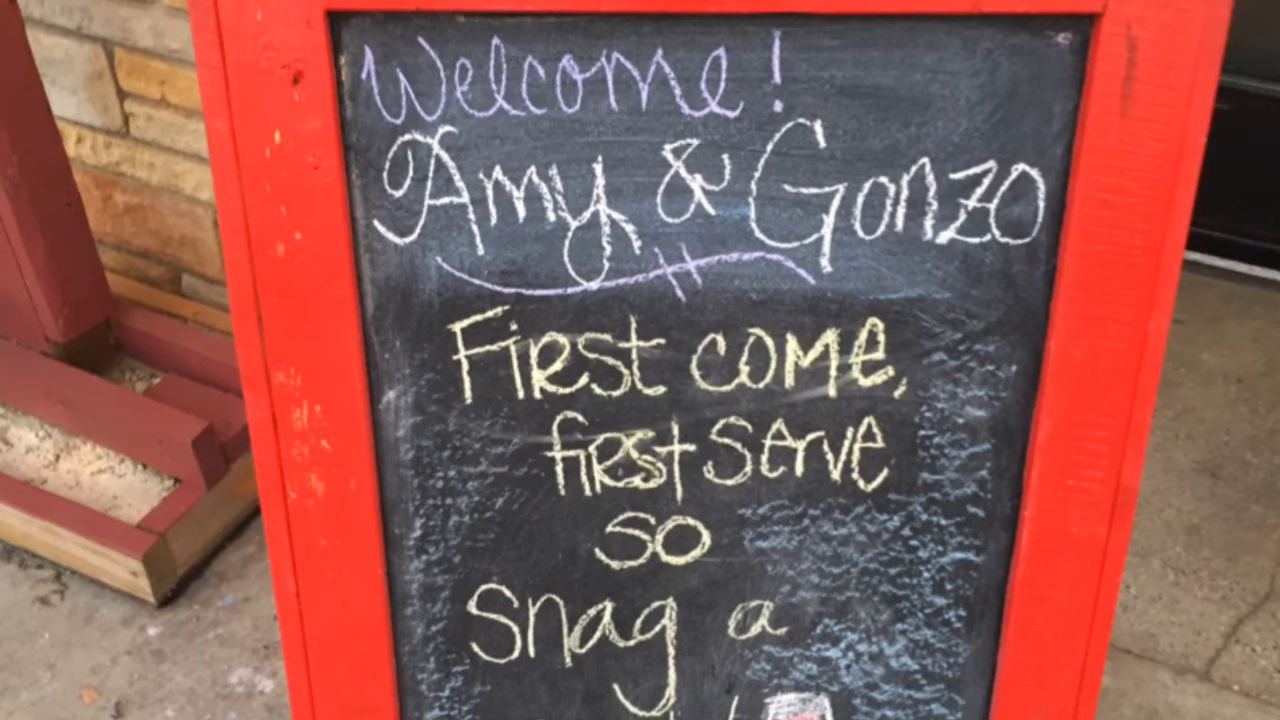 Welcome!
Amy & Gonzo
First come,
first serve
so
Snag a